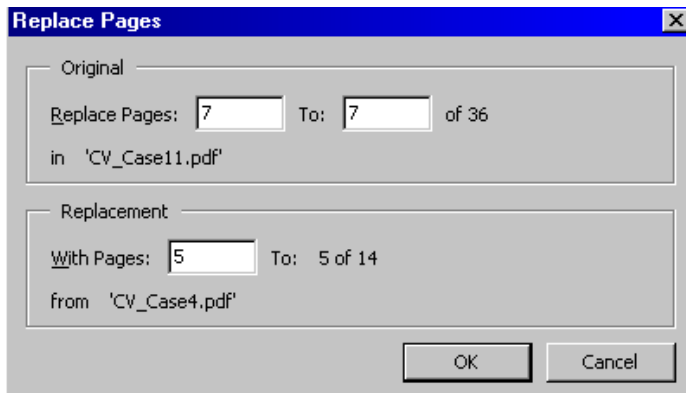 Replace Pages
Original
Replace Pages: 7 To: 7 of 36
in 'CV_Case11.pdf'
Replacement
With Pages: 5 To: 5 of 14
from 'CV_Case4.pdf'
OK Cancel